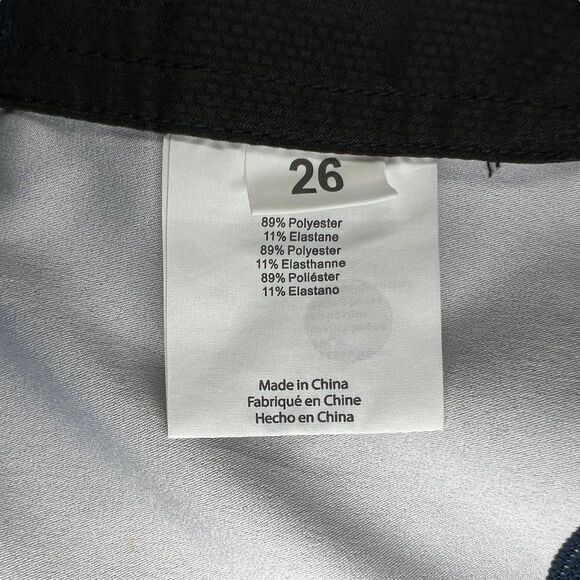 26
89% Polyester
11% Elastane
89% Polyester
11% Elasthanne
89% Poliéster
11% Elastano
Made in China
Fabriqué en Chine
Hecho en China